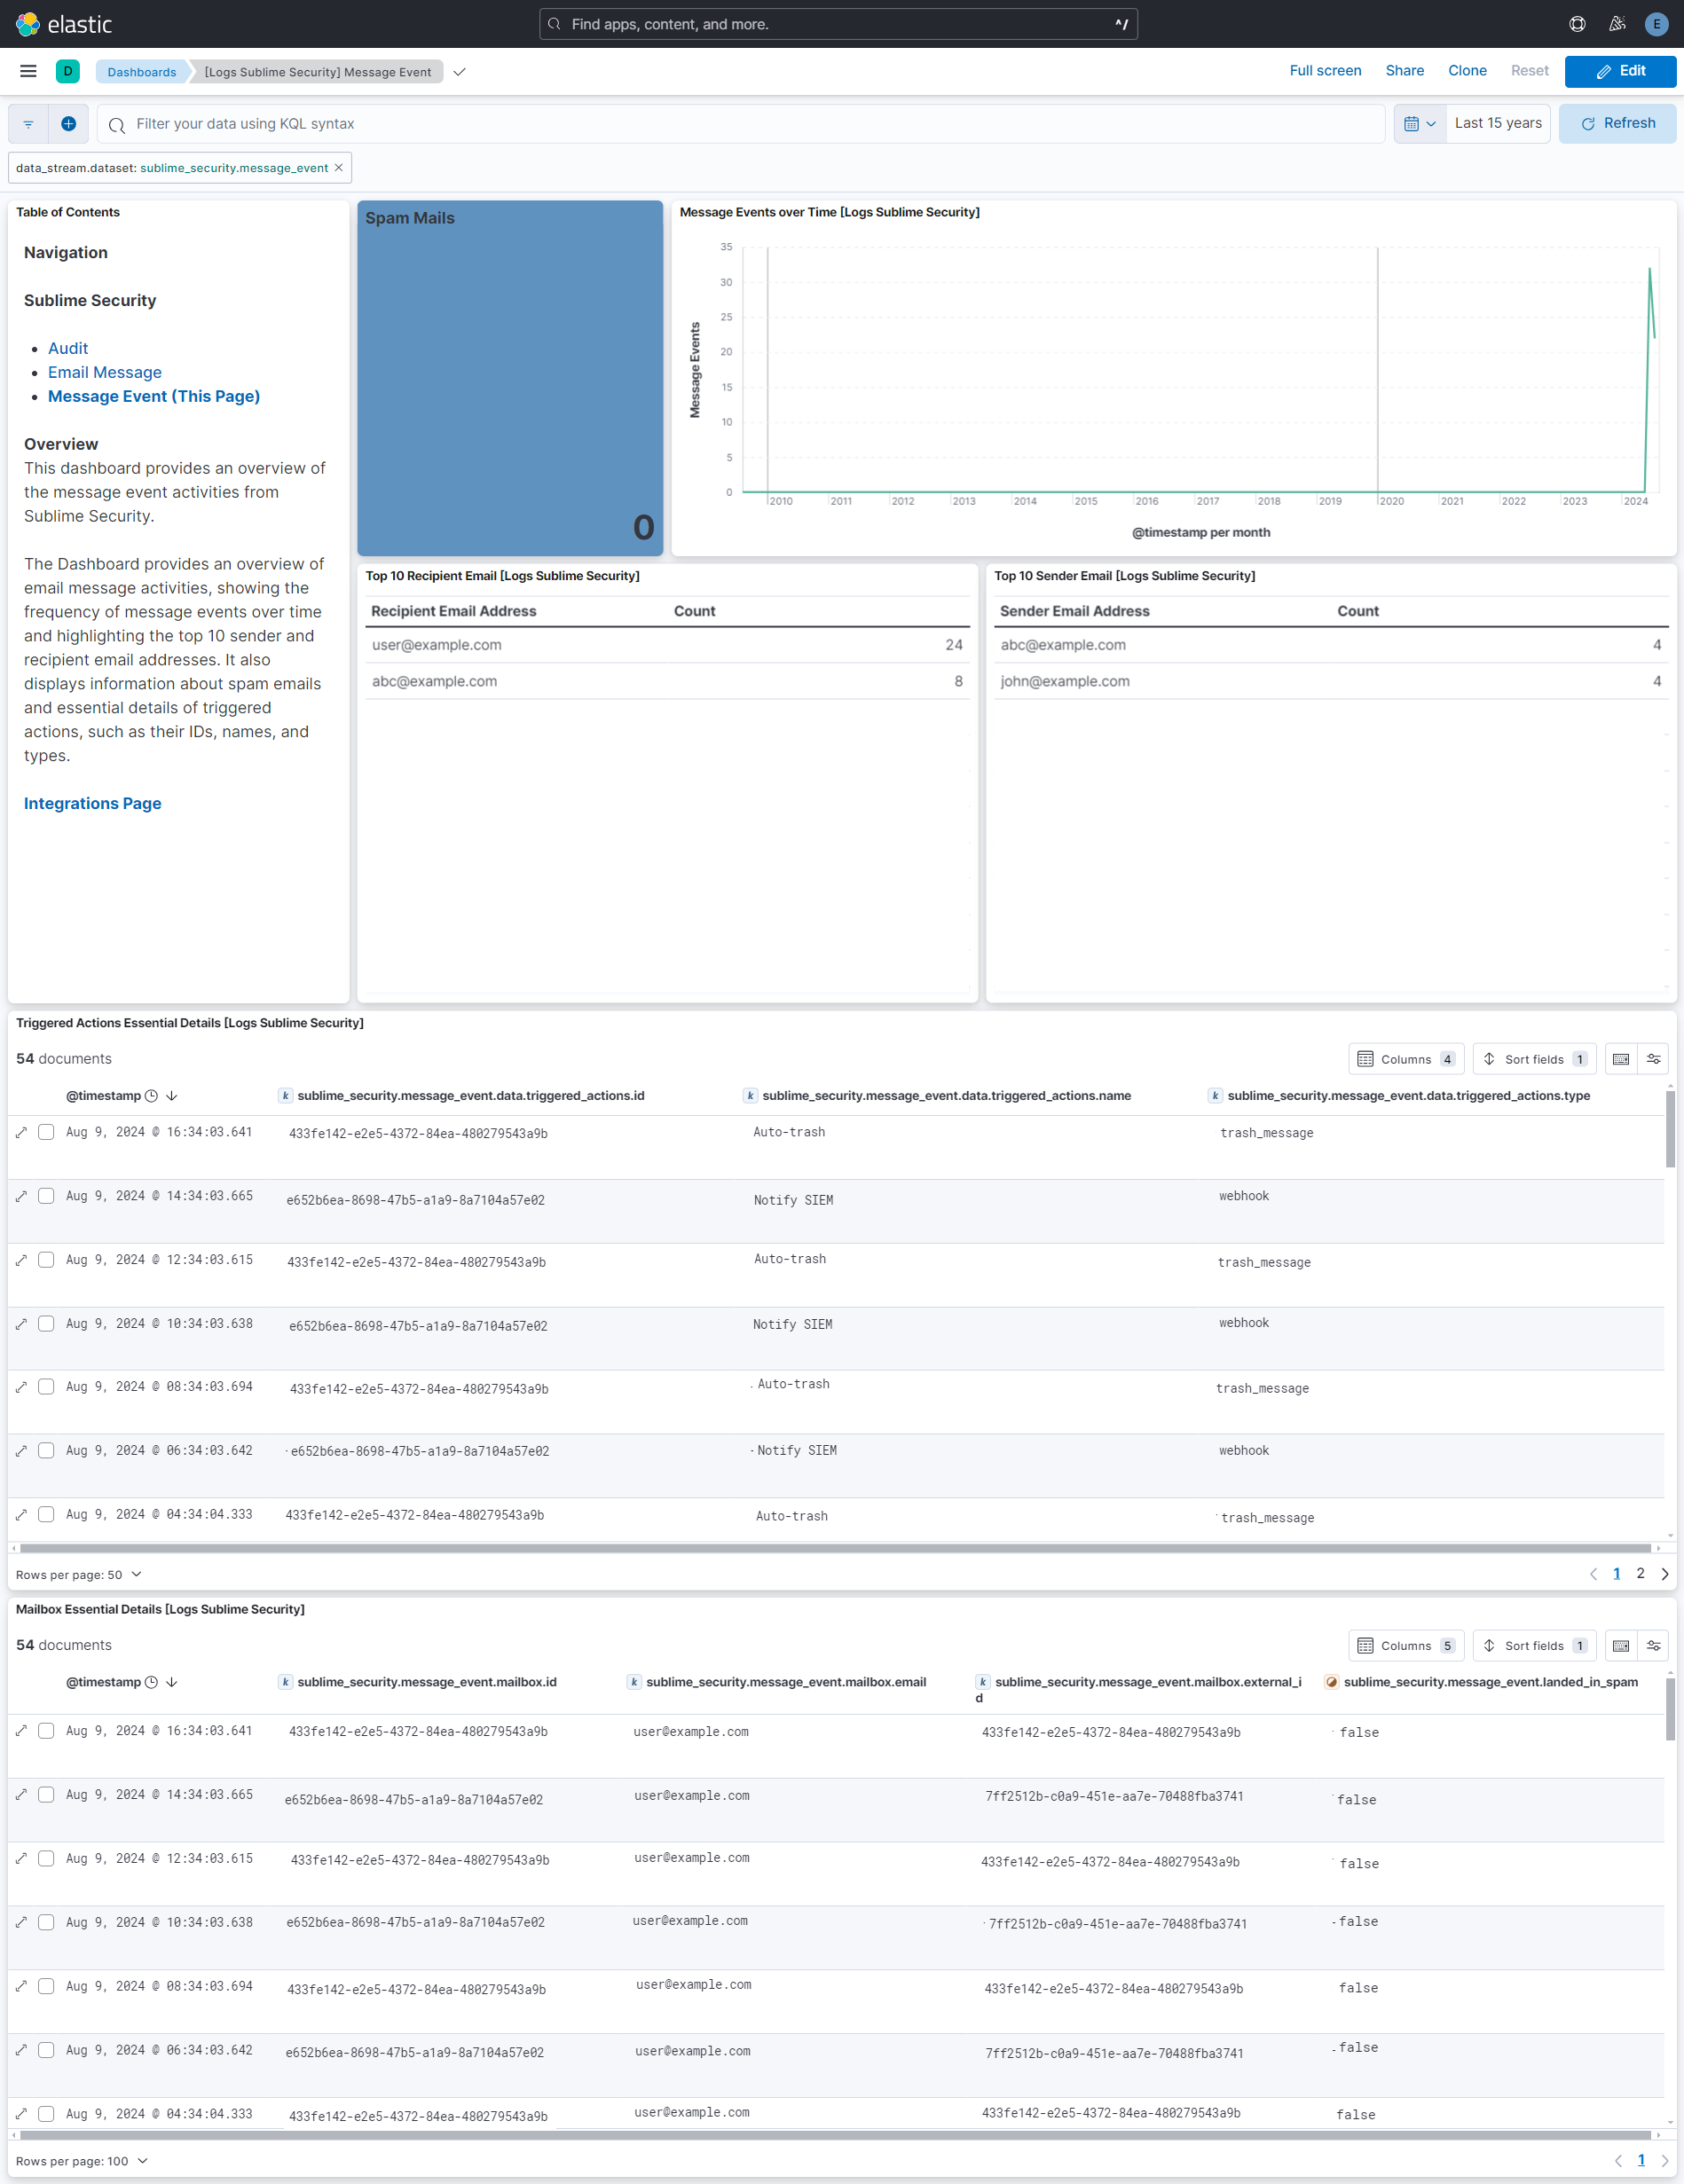 elastic
Find apps, content, and more.
^/
E
D
Dashboards
[Logs Sublime Security] Message Event
Full screen
Share
Clone
Reset
Edit
Filter your data using KQL syntax
Last 15 years
Refresh
data_stream.dataset: sublime_security.message_event
Table of Contents
Navigation
Sublime Security
Audit
Email Message
Message Event (This Page)
Overview
This dashboard provides an overview of
the message event activities from
Sublime Security.
The Dashboard provides an overview of
email message activities, showing the
frequency of message events over time
and highlighting the top 10 sender and
recipient email addresses. It also
displays information about spam emails
and essential details of triggered
actions, such as their IDs, names, and
types.
Integrations Page
Spam Mails
0
Message Events over Time [Logs Sublime Security]
Message Events
35
30
25
20
15
10
5
0
2010 2011 2012 2013 2014 2015 2016 2017 2018 2019 2020 2021 2022 2023 2024
@timestamp per month
Top 10 Recipient Email [Logs Sublime Security]
Recipient Email Address Count
user@example.com 24
abc@example.com 8
Top 10 Sender Email [Logs Sublime Security]
Sender Email Address Count
abc@example.com 4
john@example.com 4
Triggered Actions Essential Details [Logs Sublime Security]
54 documents
Columns 4
Sort fields 1
@timestamp k sublime_security.message_event.data.triggered_actions.id k sublime_security.message_event.data.triggered_actions.name k sublime_security.message_event.data.triggered_actions.type
Aug 9, 2024 @ 16:34:03.641 433fe142-e2e5-4372-84ea-480279543a9b Auto-trash trash_message
Aug 9, 2024 @ 14:34:03.665 e652b6ea-8698-47b5-a1a9-8a7104a57e02 Notify SIEM webhook
Aug 9, 2024 @ 12:34:03.615 433fe142-e2e5-4372-84ea-480279543a9b Auto-trash trash_message
Aug 9, 2024 @ 10:34:03.638 e652b6ea-8698-47b5-a1a9-8a7104a57e02 Notify SIEM webhook
Aug 9, 2024 @ 08:34:03.694 433fe142-e2e5-4372-84ea-480279543a9b Auto-trash trash_message
Aug 9, 2024 @ 06:34:03.642 e652b6ea-8698-47b5-a1a9-8a7104a57e02 Notify SIEM webhook
Aug 9, 2024 @ 04:34:04.333 433fe142-e2e5-4372-84ea-480279543a9b Auto-trash trash_message
Rows per page: 50
1 2
Mailbox Essential Details [Logs Sublime Security]
54 documents
Columns 5
Sort fields 1
@timestamp k sublime_security.message_event.mailbox.id k sublime_security.message_event.mailbox.email k sublime_security.message_event.mailbox.external_i sublime_security.message_event.landed_in_spam
d
Aug 9, 2024 @ 16:34:03.641 433fe142-e2e5-4372-84ea-480279543a9b user@example.com 433fe142-e2e5-4372-84ea-480279543a9b false
Aug 9, 2024 @ 14:34:03.665 e652b6ea-8698-47b5-a1a9-8a7104a57e02 user@example.com 7ff2512b-c0a9-451e-aa7e-70488fba3741 false
Aug 9, 2024 @ 12:34:03.615 433fe142-e2e5-4372-84ea-480279543a9b user@example.com 433fe142-e2e5-4372-84ea-480279543a9b false
Aug 9, 2024 @ 10:34:03.638 e652b6ea-8698-47b5-a1a9-8a7104a57e02 user@example.com 7ff2512b-c0a9-451e-aa7e-70488fba3741 false
Aug 9, 2024 @ 08:34:03.694 433fe142-e2e5-4372-84ea-480279543a9b user@example.com 433fe142-e2e5-4372-84ea-480279543a9b false
Aug 9, 2024 @ 06:34:03.642 e652b6ea-8698-47b5-a1a9-8a7104a57e02 user@example.com 7ff2512b-c0a9-451e-aa7e-70488fba3741 false
Aug 9, 2024 @ 04:34:04.333 433fe142-e2e5-4372-84ea-480279543a9b user@example.com 433fe142-e2e5-4372-84ea-480279543a9b false
Rows per page: 100
1